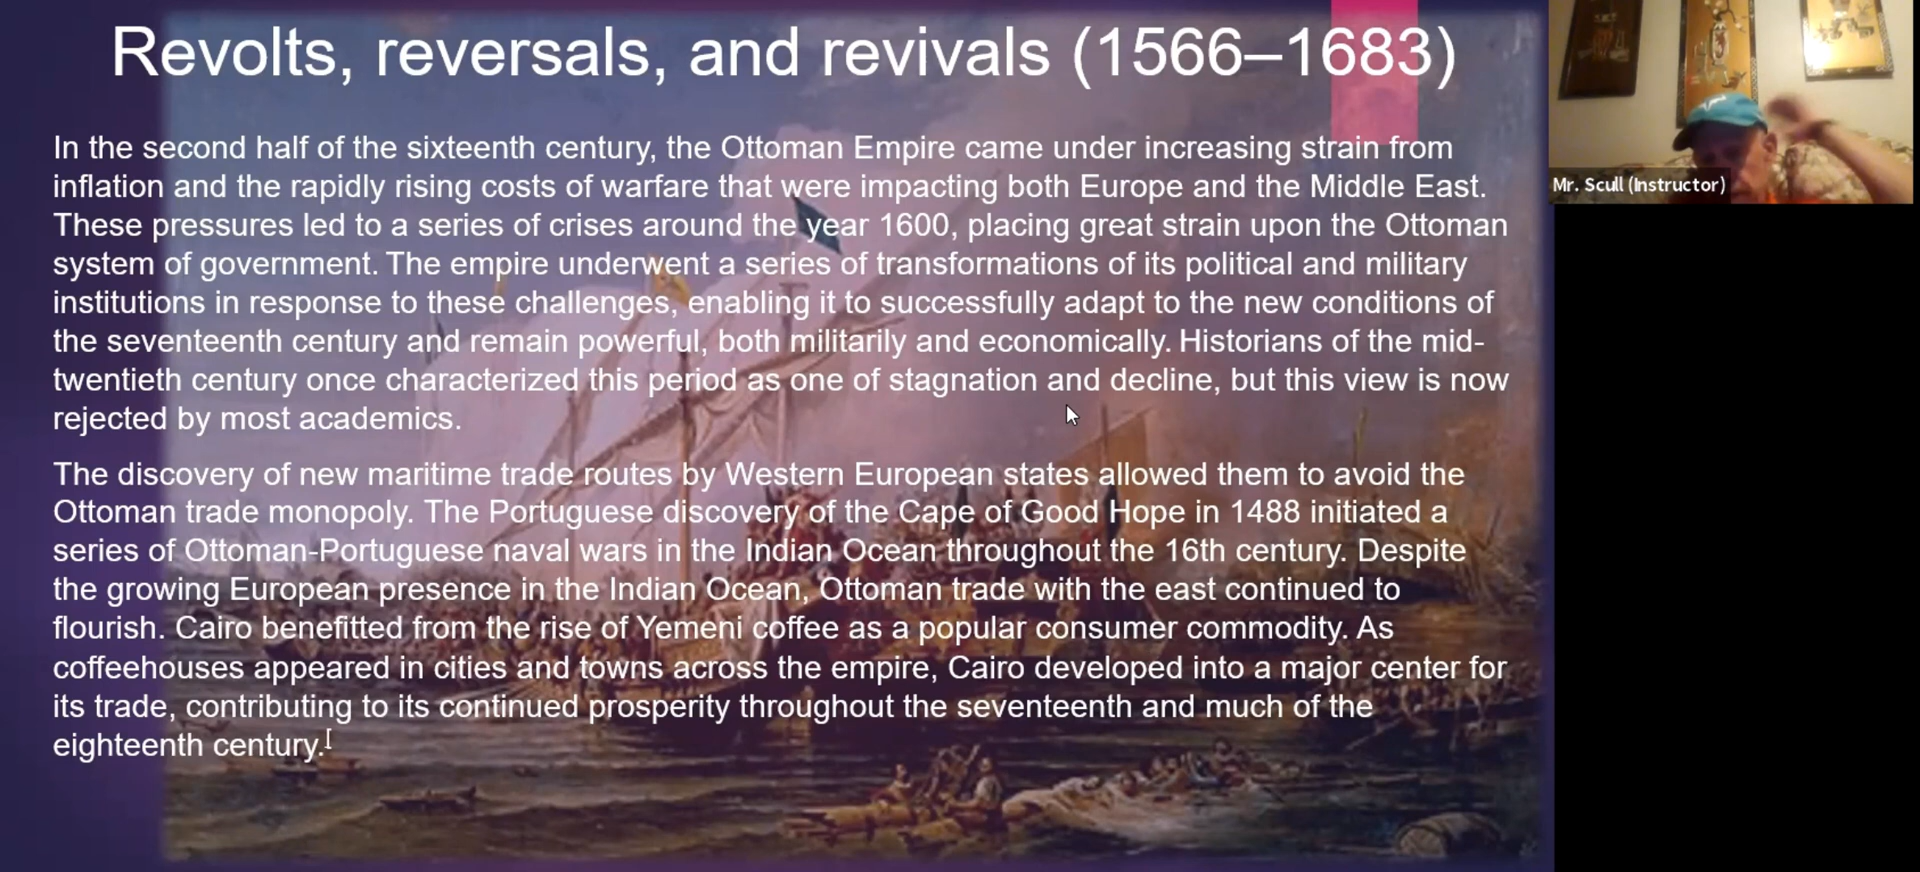 Revolts, reversals, and revivals (1566–1683)
In the second half of the sixteenth century, the Ottoman Empire came under increasing strain from
inflation and the rapidly rising costs of warfare that were impacting both Europe and the Middle East.
These pressures led to a series of crises around the year 1600, placing great strain upon the Ottoman
system of government. The empire underwent a series of transformations of its political and military
institutions in response to these challenges, enabling it to successfully adapt to the new conditions of
the seventeenth century and remain powerful, both militarily and economically. Historians of the mid-
twentieth century once characterized this period as one of stagnation and decline, but this view is now
rejected by most academics.
The discovery of new maritime trade routes by Western European states allowed them to avoid the
Ottoman trade monopoly. The Portuguese discovery of the Cape of Good Hope in 1488 initiated a
series of Ottoman-Portuguese naval wars in the Indian Ocean throughout the 16th century. Despite
the growing European presence in the Indian Ocean, Ottoman trade with the east continued to
flourish. Cairo benefitted from the rise of Yemeni coffee as a popular consumer commodity. As
coffeehouses appeared in cities and towns across the empire, Cairo developed into a major center for
its trade, contributing to its continued prosperity throughout the seventeenth and much of the
eighteenth century.[
Mr. Scull (Instructor)